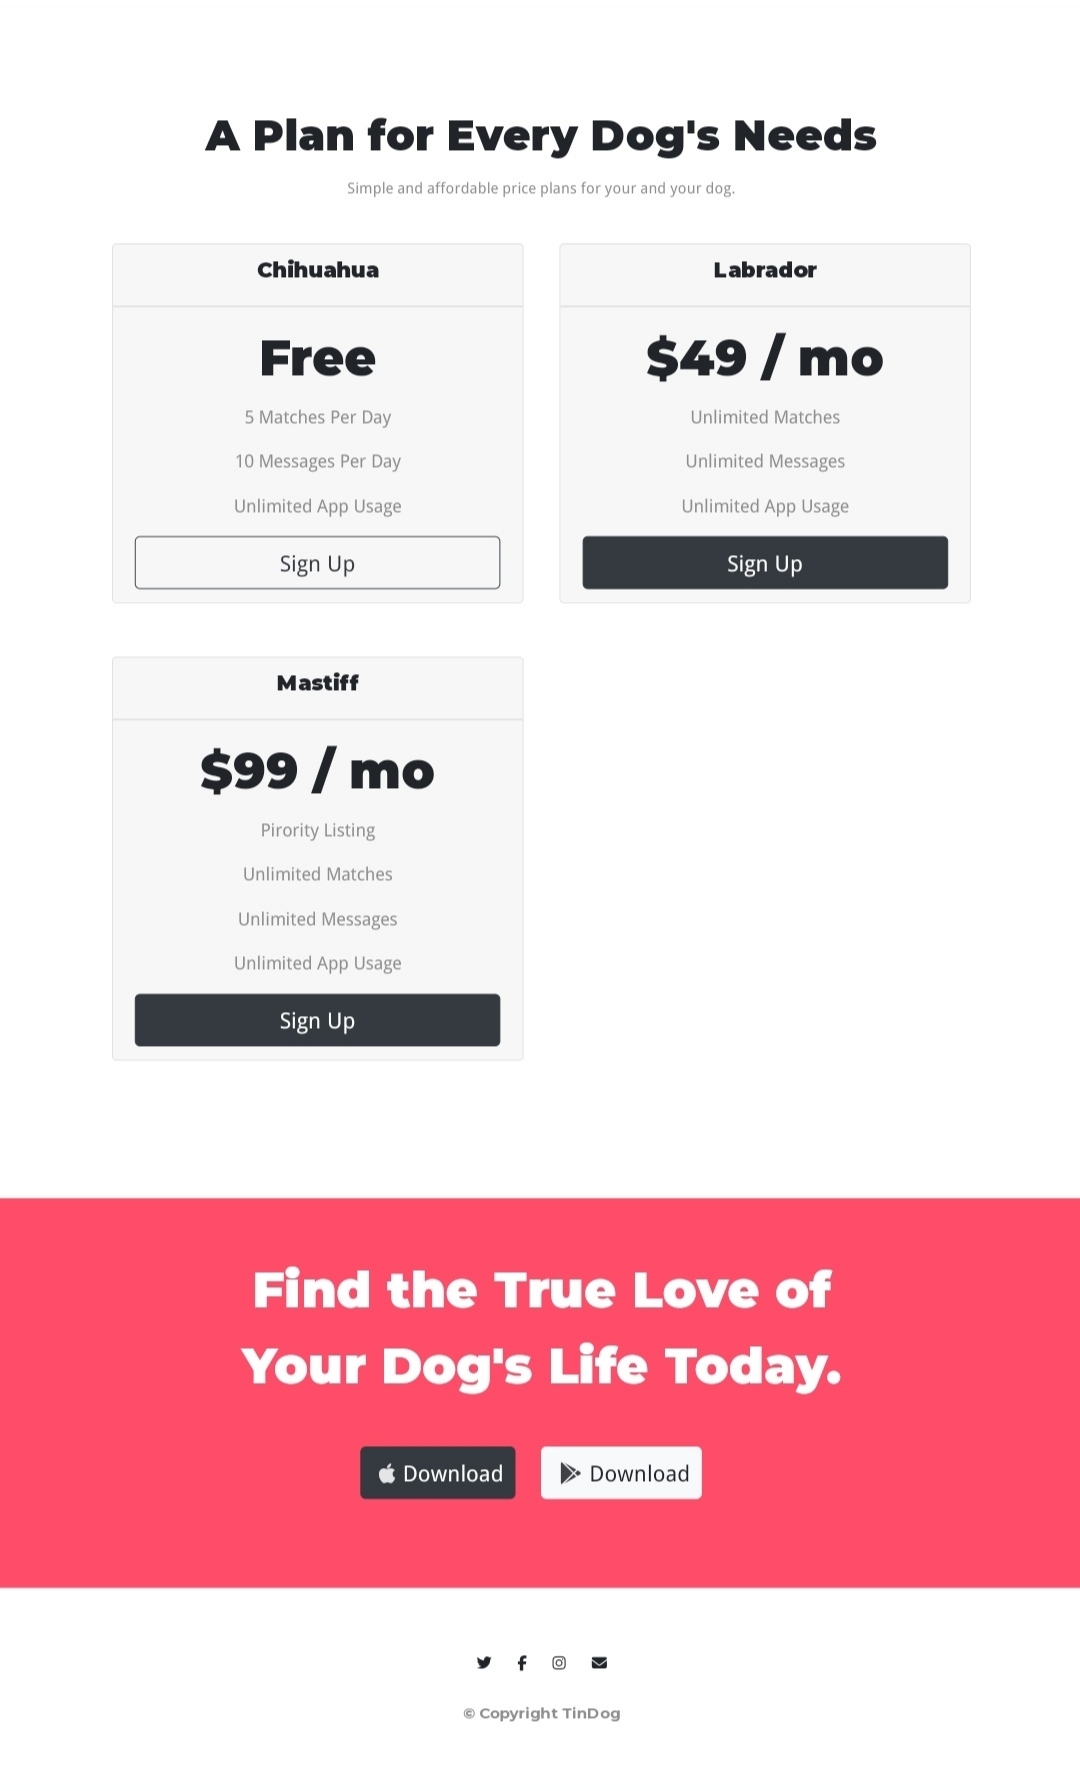 A Plan for Every Dog's Needs
Simple and affordable price plans for your and your dog.
Chihuahua
Free
5 Matches Per Day
10 Messages Per Day
Unlimited App Usage
Sign Up
Labrador
$49 / mo
Unlimited Matches
Unlimited Messages
Unlimited App Usage
Sign Up
Mastiff
$99 / mo
Pirority Listing
Unlimited Matches
Unlimited Messages
Unlimited App Usage
Sign Up
Find the True Love of
Your Dog's Life Today.
Download
Download
© Copyright TinDog